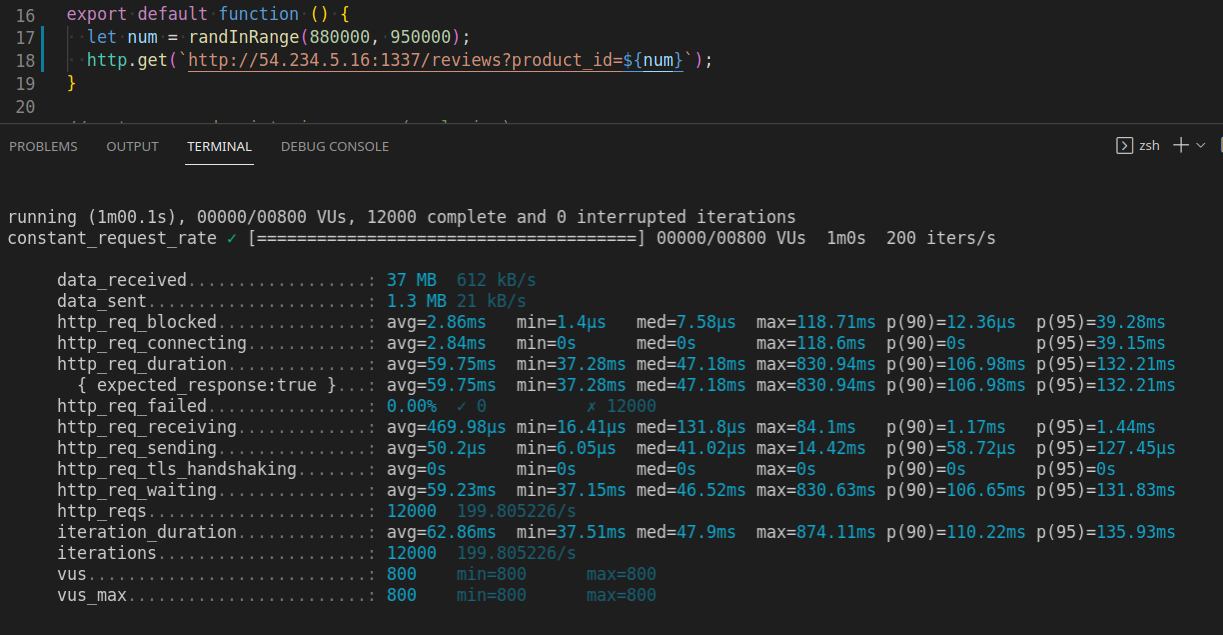 16 export default function () {
17 let num = randInRange(880000, 950000);
18 http.get(`http://54.234.5.16:1337/reviews?product_id=${num}`);
19 }
20
PROBLEMS OUTPUT TERMINAL DEBUG CONSOLE zsh
running (1m00.1s), 00000/00800 VUs, 12000 complete and 0 interrupted iterations
constant_request_rate ✓ [======================================] 00000/00800 VUs 1m0s 200 iters/s
data_received..................: 37 MB 612 kB/s
data_sent......................: 1.3 MB 21 kB/s
http_req_blocked...............: avg=2.86ms min=1.4µs med=7.58µs max=118.71ms p(90)=12.36µs p(95)=39.28ms
http_req_connecting............: avg=2.84ms min=0s med=0s max=118.6ms p(90)=0s p(95)=39.15ms
http_req_duration..............: avg=59.75ms min=37.28ms med=47.18ms max=830.94ms p(90)=106.98ms p(95)=132.21ms
{ expected_response:true }...: avg=59.75ms min=37.28ms med=47.18ms max=830.94ms p(90)=106.98ms p(95)=132.21ms
http_req_failed................: 0.00% ✓ 0 ✗ 12000
http_req_receiving.............: avg=469.98µs min=16.41µs med=131.8µs max=84.1ms p(90)=1.17ms p(95)=1.44ms
http_req_sending...............: avg=50.2µs min=6.05µs med=41.02µs max=14.42ms p(90)=58.72µs p(95)=127.45µs
http_req_tls_handshaking.......: avg=0s min=0s med=0s max=0s p(90)=0s p(95)=0s
http_req_waiting...............: avg=59.23ms min=37.15ms med=46.52ms max=830.63ms p(90)=106.65ms p(95)=131.83ms
http_reqs......................: 12000 199.805226/s
iteration_duration.............: avg=62.86ms min=37.51ms med=47.9ms max=874.11ms p(90)=110.22ms p(95)=135.93ms
iterations.....................: 12000 199.805226/s
vus............................: 800 min=800 max=800
vus_max........................: 800 min=800 max=800